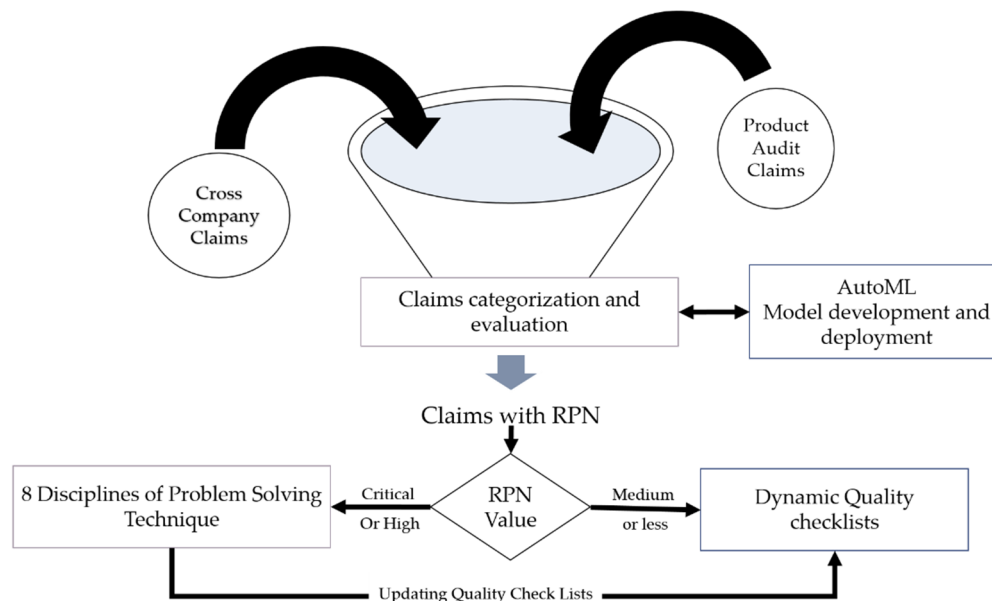 Product
Audit
Claims
Cross
Company
Claims
Claims categorization and
evaluation
AutoML
Model development and
deployment
Claims with RPN
8 Disciplines of Problem Solving
Technique
Critical
Or High
RPN
Value
Medium
or less
Dynamic Quality
checklists
Updating Quality Check Lists